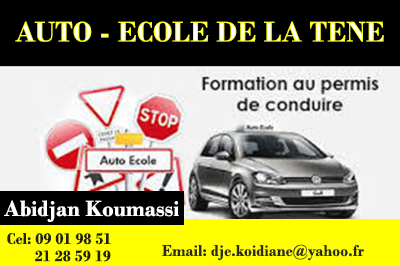 AUTO - ECOLE DE LA TENE
Formation au permis
de conduire
STOP
Auto Ecole
Auto Ecole
Abidjan Koumassi
Cel: 09 01 98 51
21 28 59 19
Email: dje.koidiane@yahoo.fr